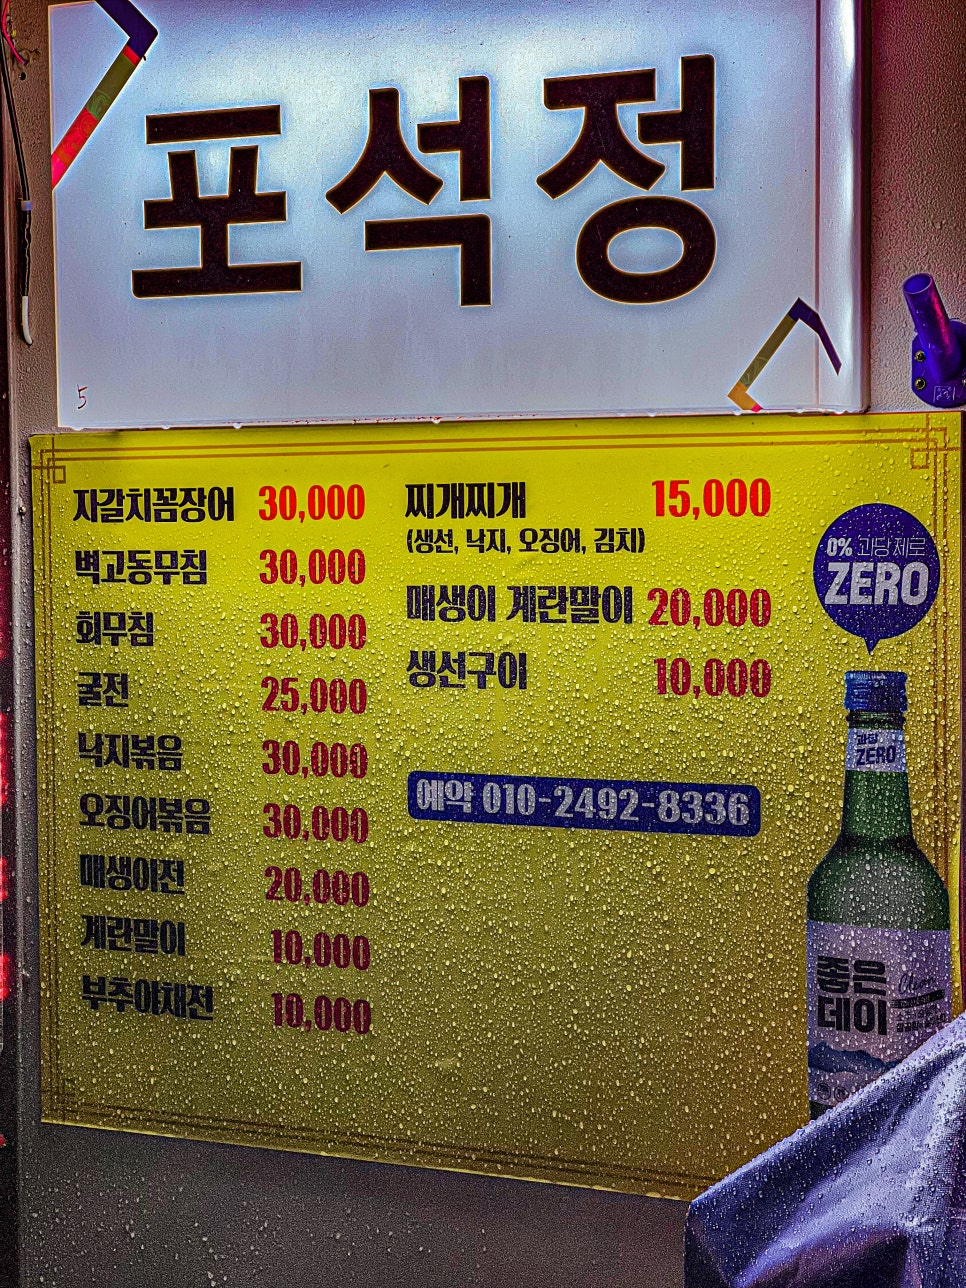 포석정
5
자갈치꼼장어 30,000
벽고동무침 30,000
회무침 30,000
굴전 25,000
낙지볶음 30,000
오징어볶음 30,000
매생이전 20,000
계란말이 10,000
부추야채전 10,000
찌개찌개 15,000
(생선, 낙지, 오징어, 김치)
매생이 계란말이 20,000
생선구이 10,000
예약 010-2492-8336
0% 과당 제로
ZERO
과당
ZERO
좋은
데이